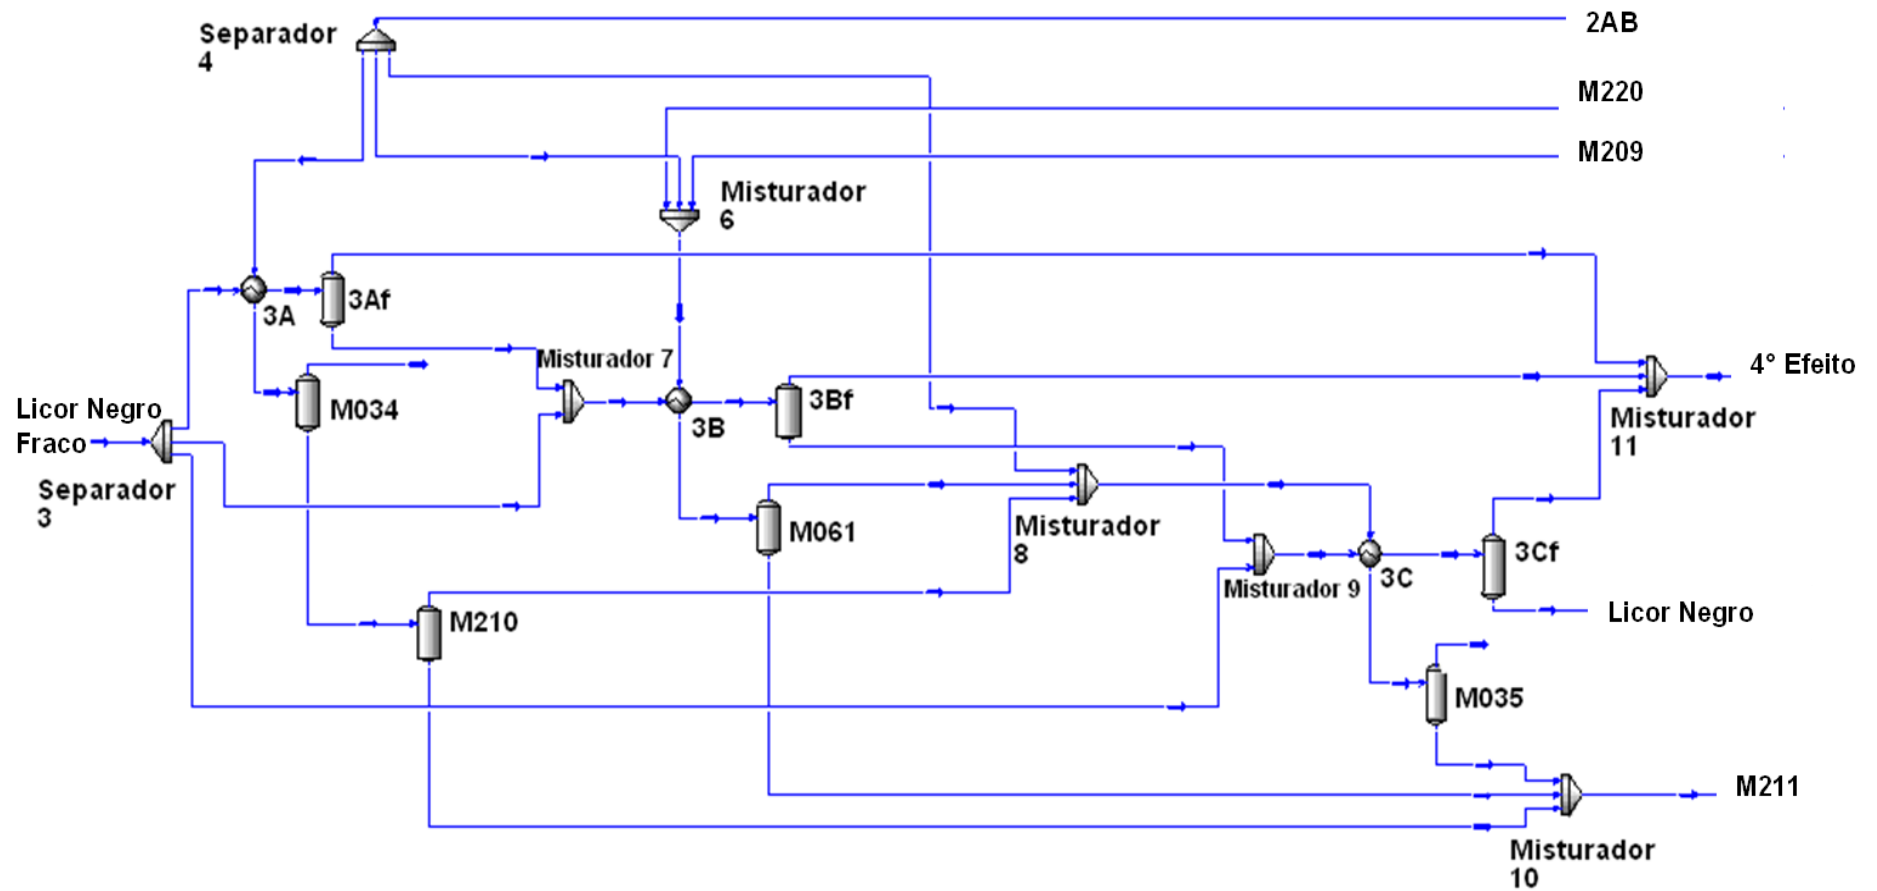 Separador
4
2AB
M220
M209
Misturador
6
3A
3Af
Misturador 7
M034
Licor Negro
Fraco
Separador
3
3B
3Bf
4° Efeito
Misturador
11
M061
Misturador
8
Misturador 9
3C
3Cf
Licor Negro
M210
M035
M211
Misturador
10